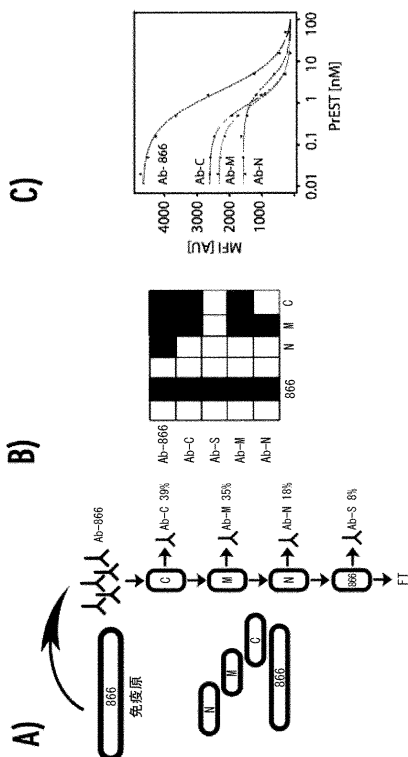 A)
866
免疫原
Ab-866
N
M
C
866
C
Ab-C 39%
M
Ab-M 35%
N
Ab-N 18%
866
Ab-S 8%
FT
B)
Ab-866
Ab-C
Ab-S
Ab-M
Ab-N
866
N
M
C
C)
MFI [AU]
4000
3000
2000
1000
Ab-866
Ab-C
Ab-M
Ab-N
0.01
0.1
1
10
100
PrEST [nM]